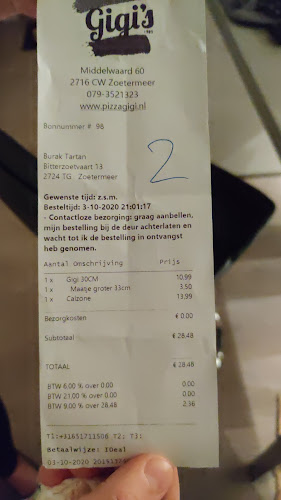 Gigi's
Middelwaard 60
2716 CW Zoetermeer
079-3521323
www.pizzagigi.nl
Bonnummer # 96
2
Burak Tartan
Bitterzoetvaart 13
2724 TG Zoetermeer
Gewenste tijd: z.s.m.
Besteltijd: 3-10-2020 21:01:17
- Contactloze bezorging: graag aanbellen,
mijn bestelling bij de deur achterlaten en
wacht tot ik de bestelling in ontvangst
heb genomen.
Aantal Omschrijving Prijs
1 x Gigi 30CM 10,99
1 x Maatje groter 33cm 3,50
1 x Calzone 13,99
Bezorgkosten € 0.00
Subtotaal € 28,48
TOTAAL € 28,48
BTW 6.00 % over 0.00 0.00
BTW 21.00 % over 0.00 0.00
BTW 9.00 % over 28.48 2.36
T1:+31651711508 T2; T3:
Betaalwijze: IDeal
03-10-2020